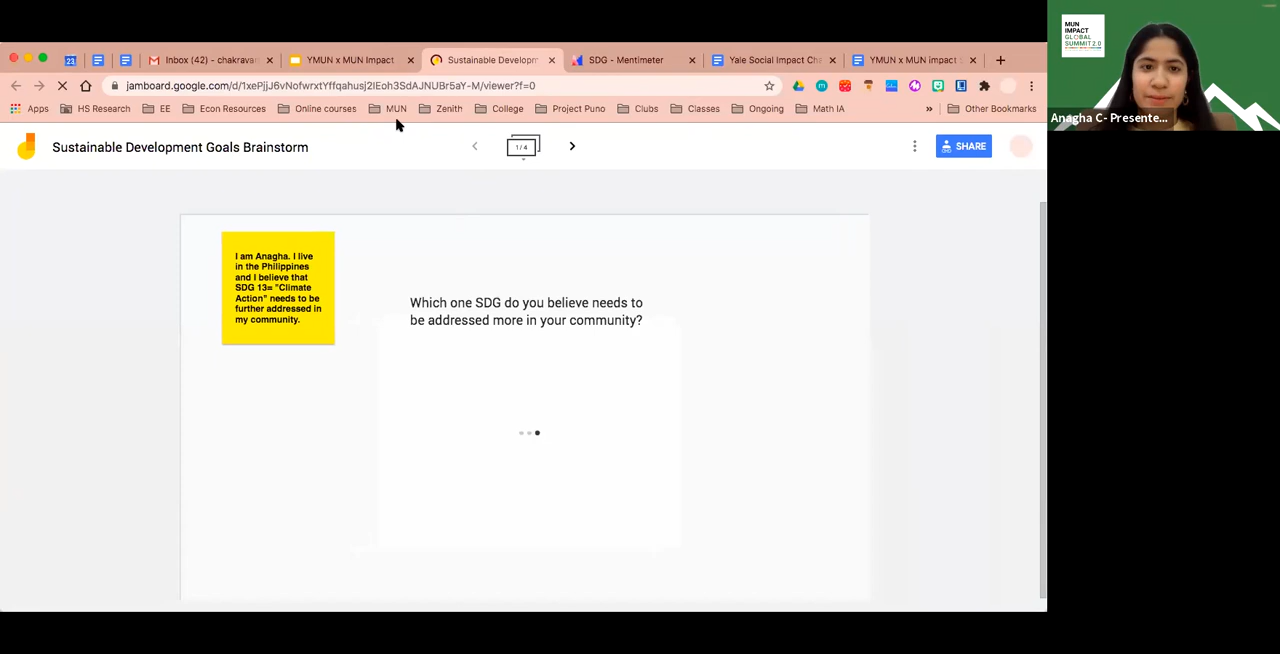 MUN
IMPACT
GLOBAL
SUMMIT 2.0
Anagha C- Presente...
23
Inbox (42) - chakrava
YMUN x MUN Impact
Sustainable Developm
SDG - Mentimeter
Yale Social Impact Cha
YMUN x MUN impact s
jamboard.google.com/d/1xePjjJ6vNofwrxtYffqahusj2lEoh3SdAJNUBr5aY-M/viewer?f=0
Apps
HS Research
EE
Econ Resources
Online courses
MUN
Zenith
College
Project Puno
Clubs
Classes
Ongoing
Math IA
»
Other Bookmarks
Sustainable Development Goals Brainstorm
1/4
SHARE
I am Anagha. I live
in the Philippines
and I believe that
SDG 13= "Climate
Action" needs to be
further addressed in
my community.
Which one SDG do you believe needs to
be addressed more in your community?